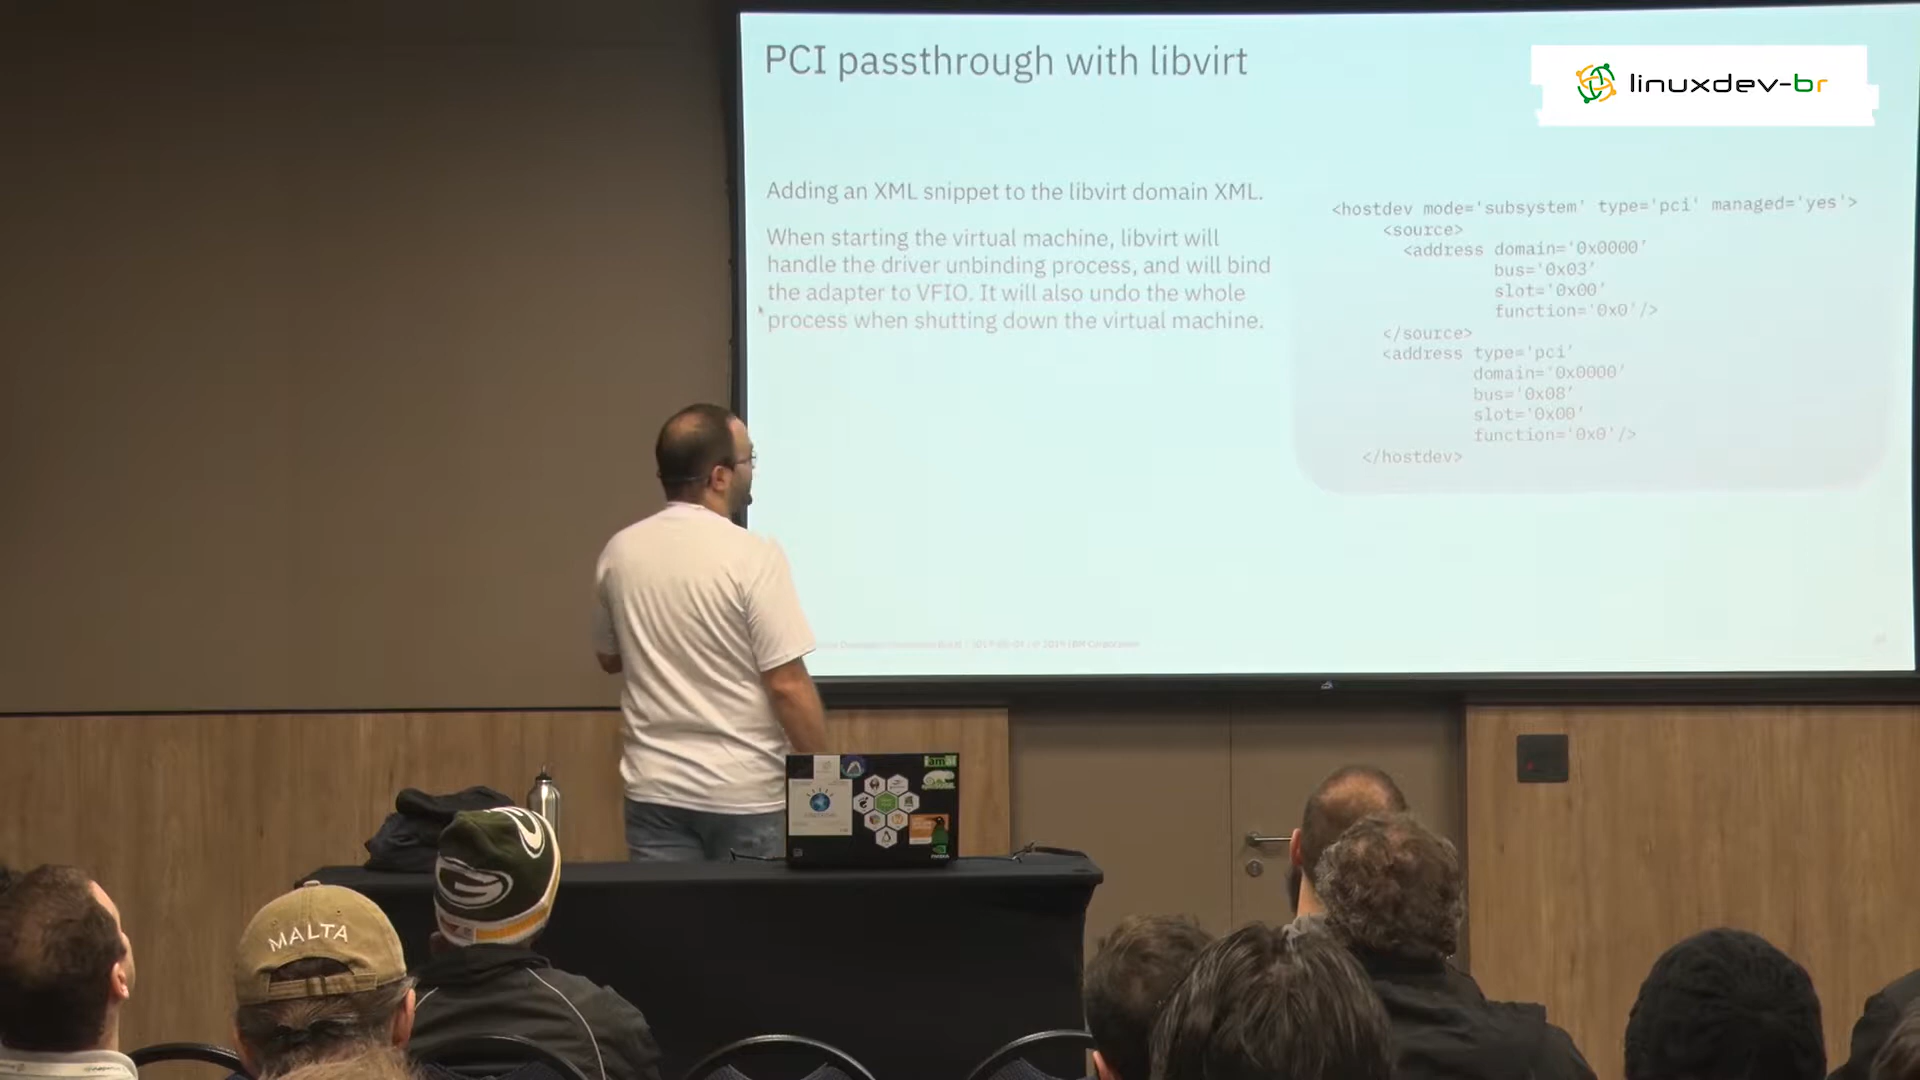 PCI passthrough with libvirt
linuxdev-br
Adding an XML snippet to the libvirt domain XML.
When starting the virtual machine, libvirt will
handle the driver unbinding process, and will bind
the adapter to VFIO. It will also undo the whole
process when shutting down the virtual machine.
<hostdev mode='subsystem' type='pci' managed='yes'>
<source>
<address domain='0x0000'
bus='0x03'
slot='0x00'
function='0x0'/>
</source>
<address type='pci'
domain='0x0000'
bus='0x08'
slot='0x00'
function='0x0'/>
</hostdev>
IBM Corporation
MALTA
G